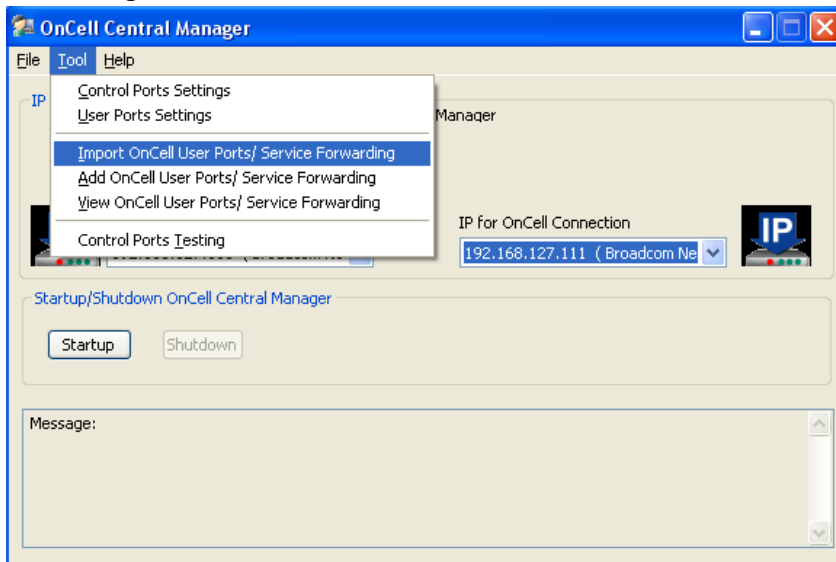 OnCell Central Manager
File Tool Help
Control Ports Settings
User Ports Settings
Import OnCell User Ports/ Service Forwarding
Add OnCell User Ports/ Service Forwarding
View OnCell User Ports/ Service Forwarding
Control Ports Testing
IP
Manager
IP for OnCell Connection
192.168.127.111 ( Broadcom Ne
IP
Startup/Shutdown OnCell Central Manager
Startup Shutdown
Message: